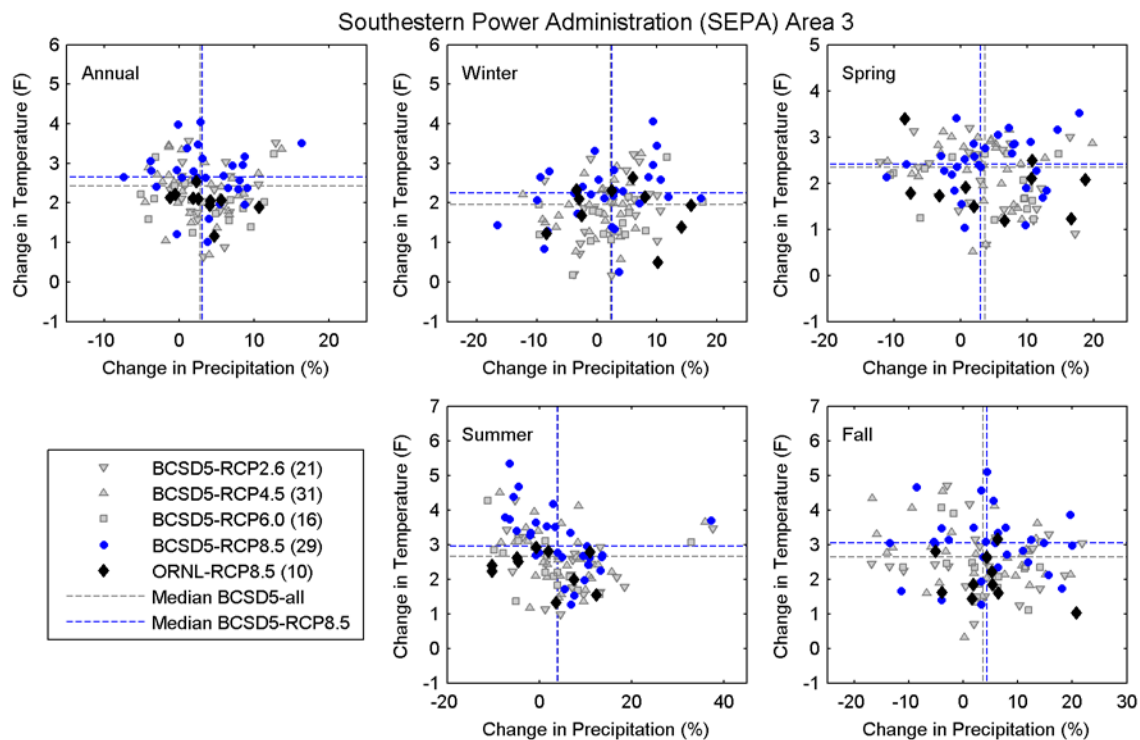 Southestern Power Administration (SEPA) Area 3
Annual
Change in Temperature (F)
6
5
4
3
2
1
0
-1
-10 0 10 20
Change in Precipitation (%)
Winter
Change in Temperature (F)
6
5
4
3
2
1
0
-1
-20 -10 0 10 20
Change in Precipitation (%)
Spring
Change in Temperature (F)
5
4
3
2
1
0
-1
-20 -10 0 10 20
Change in Precipitation (%)
BCSD5-RCP2.6 (21)
BCSD5-RCP4.5 (31)
BCSD5-RCP6.0 (16)
BCSD5-RCP8.5 (29)
ORNL-RCP8.5 (10)
Median BCSD5-all
Median BCSD5-RCP8.5
Summer
Change in Temperature (F)
7
6
5
4
3
2
1
0
-1
-20 0 20 40
Change in Precipitation (%)
Fall
Change in Temperature (F)
7
6
5
4
3
2
1
0
-1
-20 -10 0 10 20 30
Change in Precipitation (%)